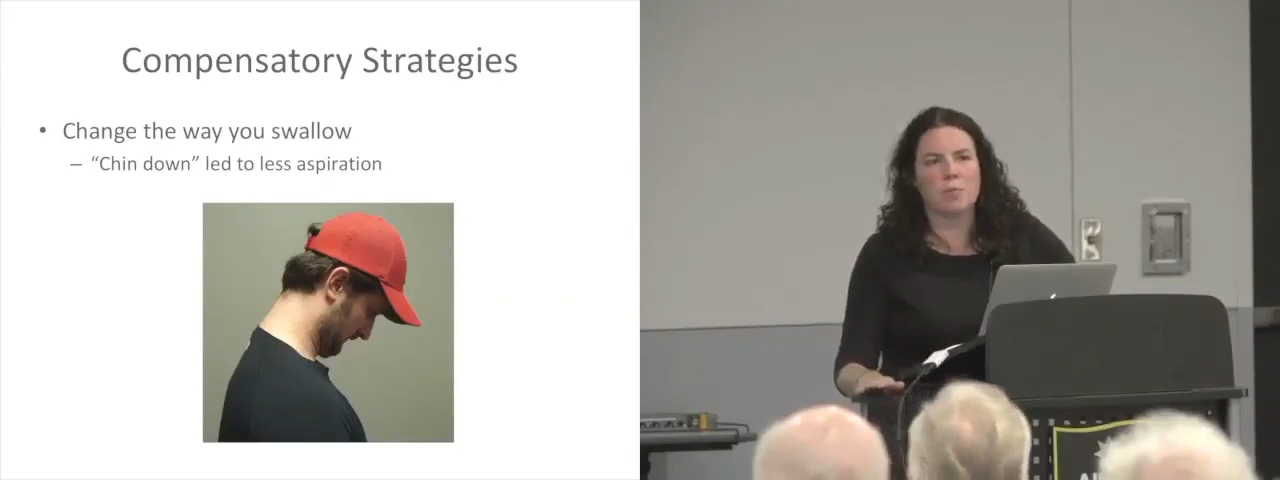 Compensatory Strategies
• Change the way you swallow
– “Chin down” led to less aspiration